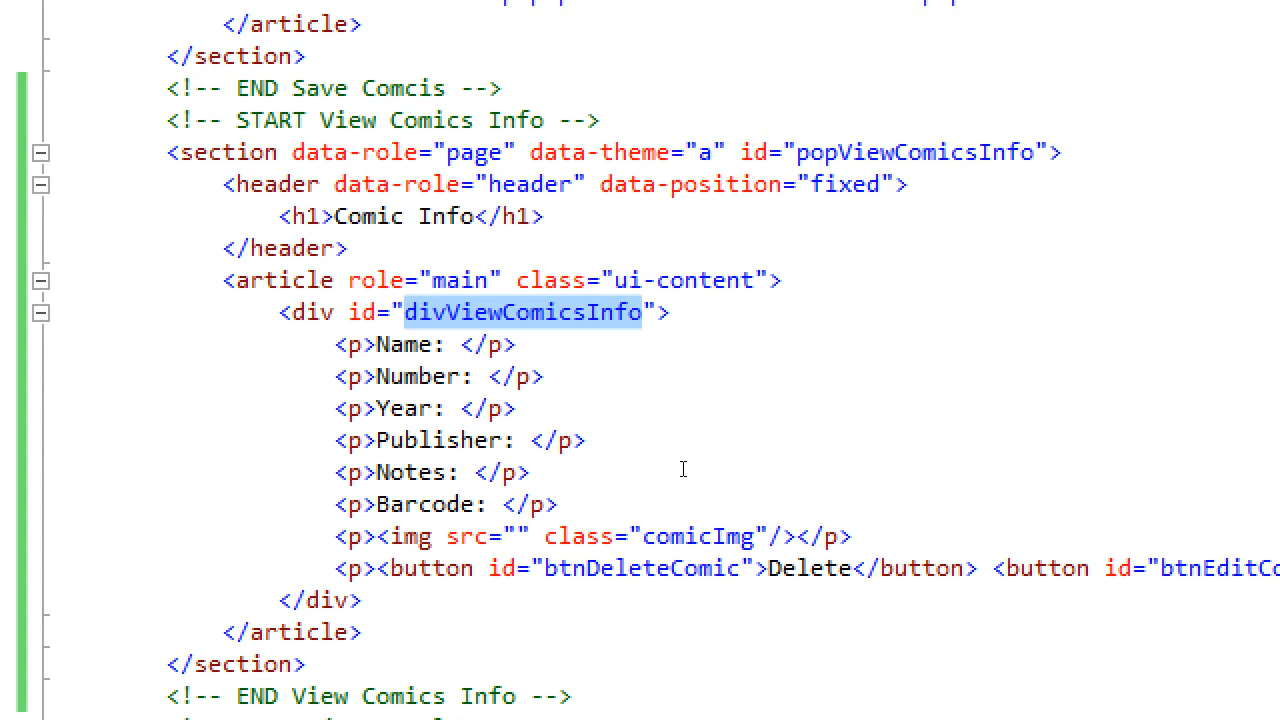 </article>
</section>
<!-- END Save Comcis -->
<!-- START View Comics Info -->
<section data-role="page" data-theme="a" id="popViewComicsInfo">
<header data-role="header" data-position="fixed">
<h1>Comic Info</h1>
</header>
<article role="main" class="ui-content">
<div id="divViewComicsInfo">
<p>Name: </p>
<p>Number: </p>
<p>Year: </p>
<p>Publisher: </p>
<p>Notes: </p>
<p>Barcode: </p>
<p><img src="" class="comicImg"/></p>
<p><button id="btnDeleteComic">Delete</button> <button id="btnEditCo
</div>
</article>
</section>
<!-- END View Comics Info -->